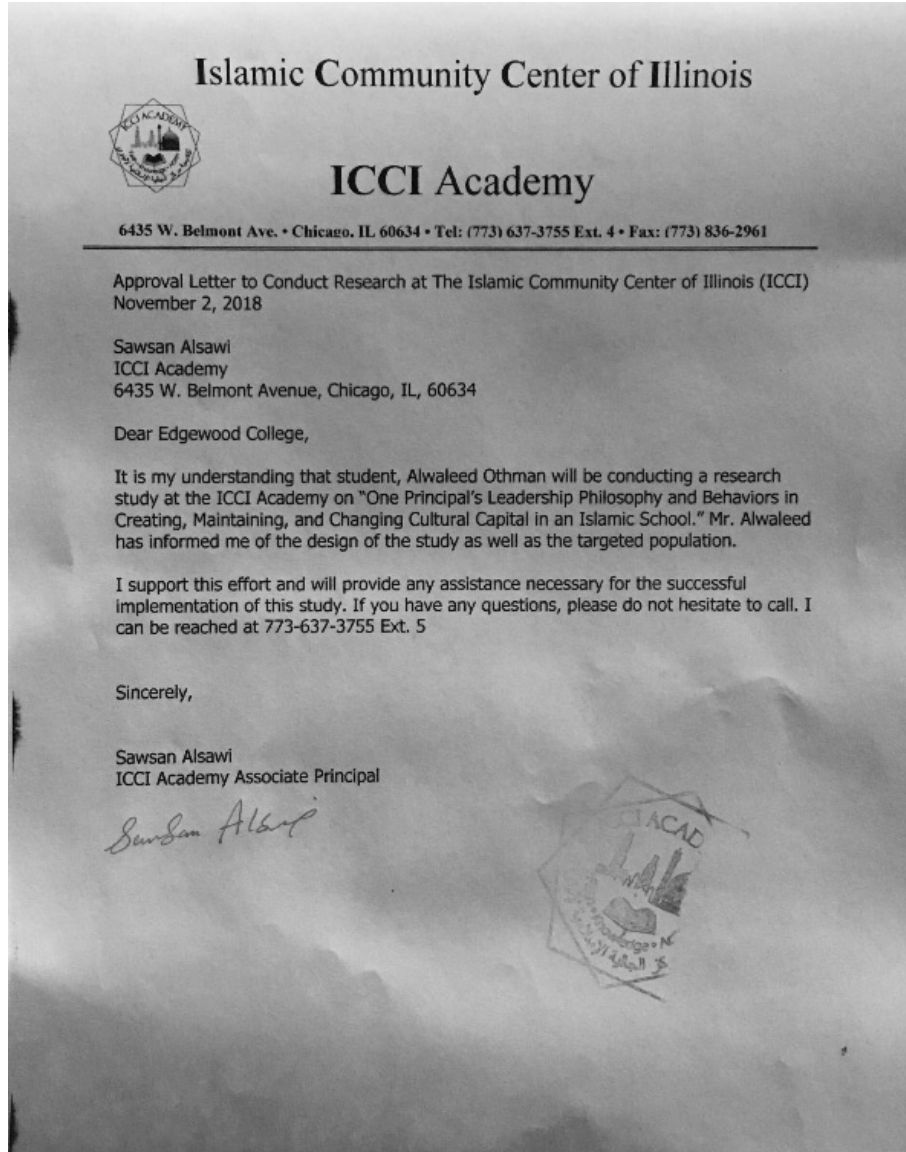 Islamic Community Center of Illinois
ICCI ACADEMY
ICCI Academy
6435 W. Belmont Ave. • Chicago, IL 60634 • Tel: (773) 637-3755 Ext. 4 • Fax: (773) 836-2961
Approval Letter to Conduct Research at The Islamic Community Center of Illinois (ICCI)
November 2, 2018
Sawsan Alsawi
ICCI Academy
6435 W. Belmont Avenue, Chicago, IL, 60634
Dear Edgewood College,
It is my understanding that student, Alwaleed Othman will be conducting a research
study at the ICCI Academy on “One Principal’s Leadership Philosophy and Behaviors in
Creating, Maintaining, and Changing Cultural Capital in an Islamic School.” Mr. Alwaleed
has informed me of the design of the study as well as the targeted population.
I support this effort and will provide any assistance necessary for the successful
implementation of this study. If you have any questions, please do not hesitate to call. I
can be reached at 773-637-3755 Ext. 5
Sincerely,
Sawsan Alsawi
ICCI Academy Associate Principal
Sawsan Alsawi
CI ACAD
Knowledge